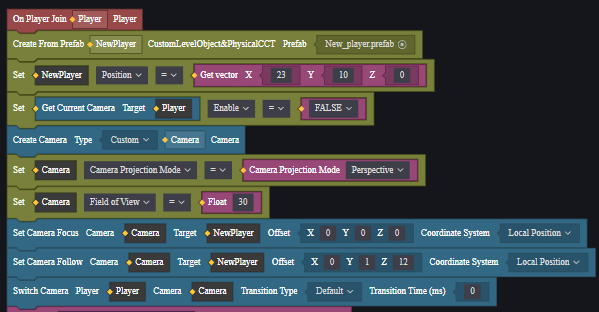 On Player Join Player Player
Create From Prefab NewPlayer CustomLevelObject&PhysicalCCT Prefab New_player.prefab
Set NewPlayer Position = Get vector X 23 Y 10 Z 0
Set Get Current Camera Target Player Enable = FALSE
Create Camera Type Custom Camera Camera
Set Camera Camera Projection Mode = Camera Projection Mode Perspective
Set Camera Field of View = Float 30
Set Camera Focus Camera Camera Target NewPlayer Offset X 0 Y 0 Z 0 Coordinate System Local Position
Set Camera Follow Camera Camera Target NewPlayer Offset X 0 Y 1 Z 12 Coordinate System Local Position
Switch Camera Player Player Camera Camera Transition Type Default Transition Time (ms) 0